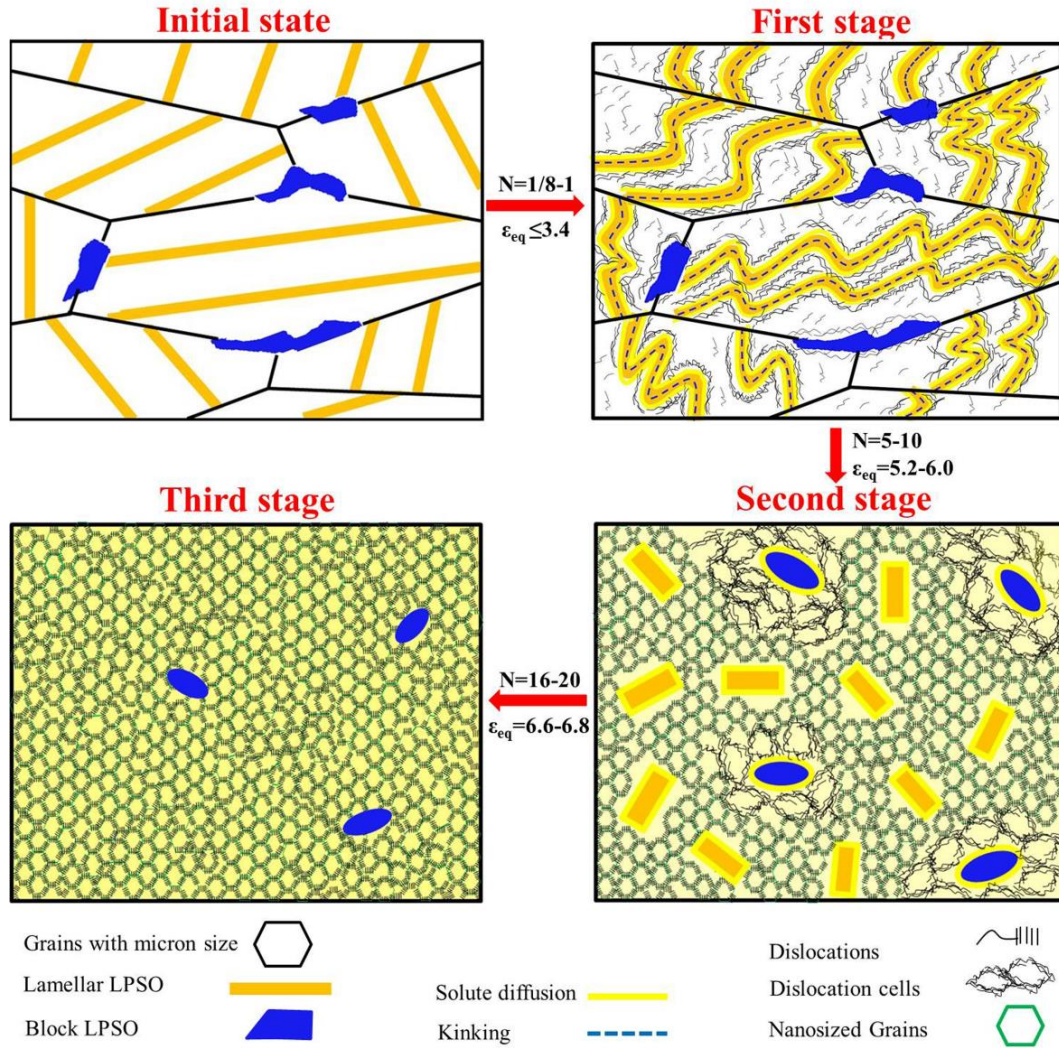 Initial state
First stage
N=1/8-1
εeq ≤3.4
N=5-10
εeq=5.2-6.0
Third stage
Second stage
N=16-20
εeq=6.6-6.8
Grains with micron size
Lamellar LPSO
Block LPSO
Solute diffusion
Kinking
Dislocations
Dislocation cells
Nanosized Grains